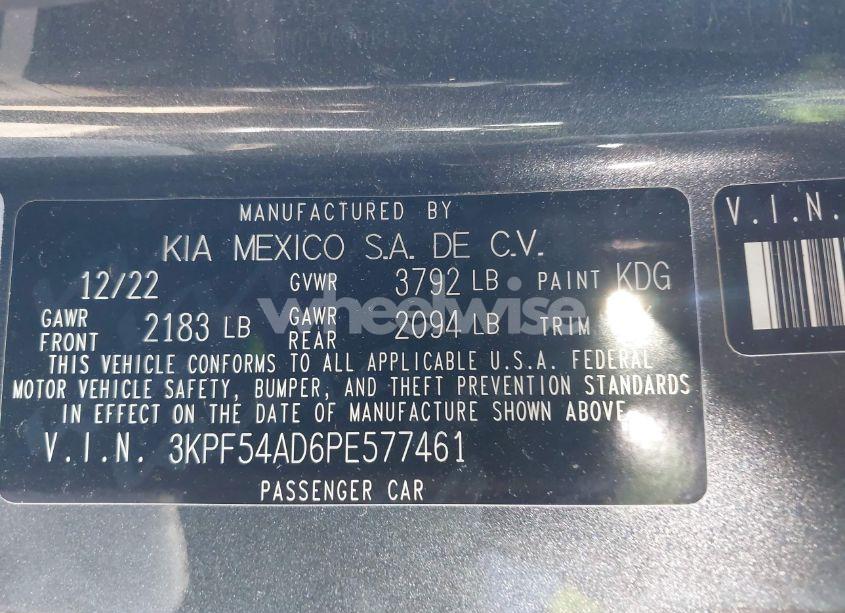 MANUFACTURED BY
KIA MEXICO S.A. DE C.V.
12/22 GVWR 3792 LB PAINT KDG
GAWR FRONT 2183 LB GAWR REAR 2094 LB TRIM
THIS VEHICLE CONFORMS TO ALL APPLICABLE U.S.A. FEDERAL
MOTOR VEHICLE SAFETY, BUMPER, AND THEFT PREVENTION STANDARDS
IN EFFECT ON THE DATE OF MANUFACTURE SHOWN ABOVE.
V.I.N. 3KPF54AD6PE577461
PASSENGER CAR
V.I.N.
wheelwise